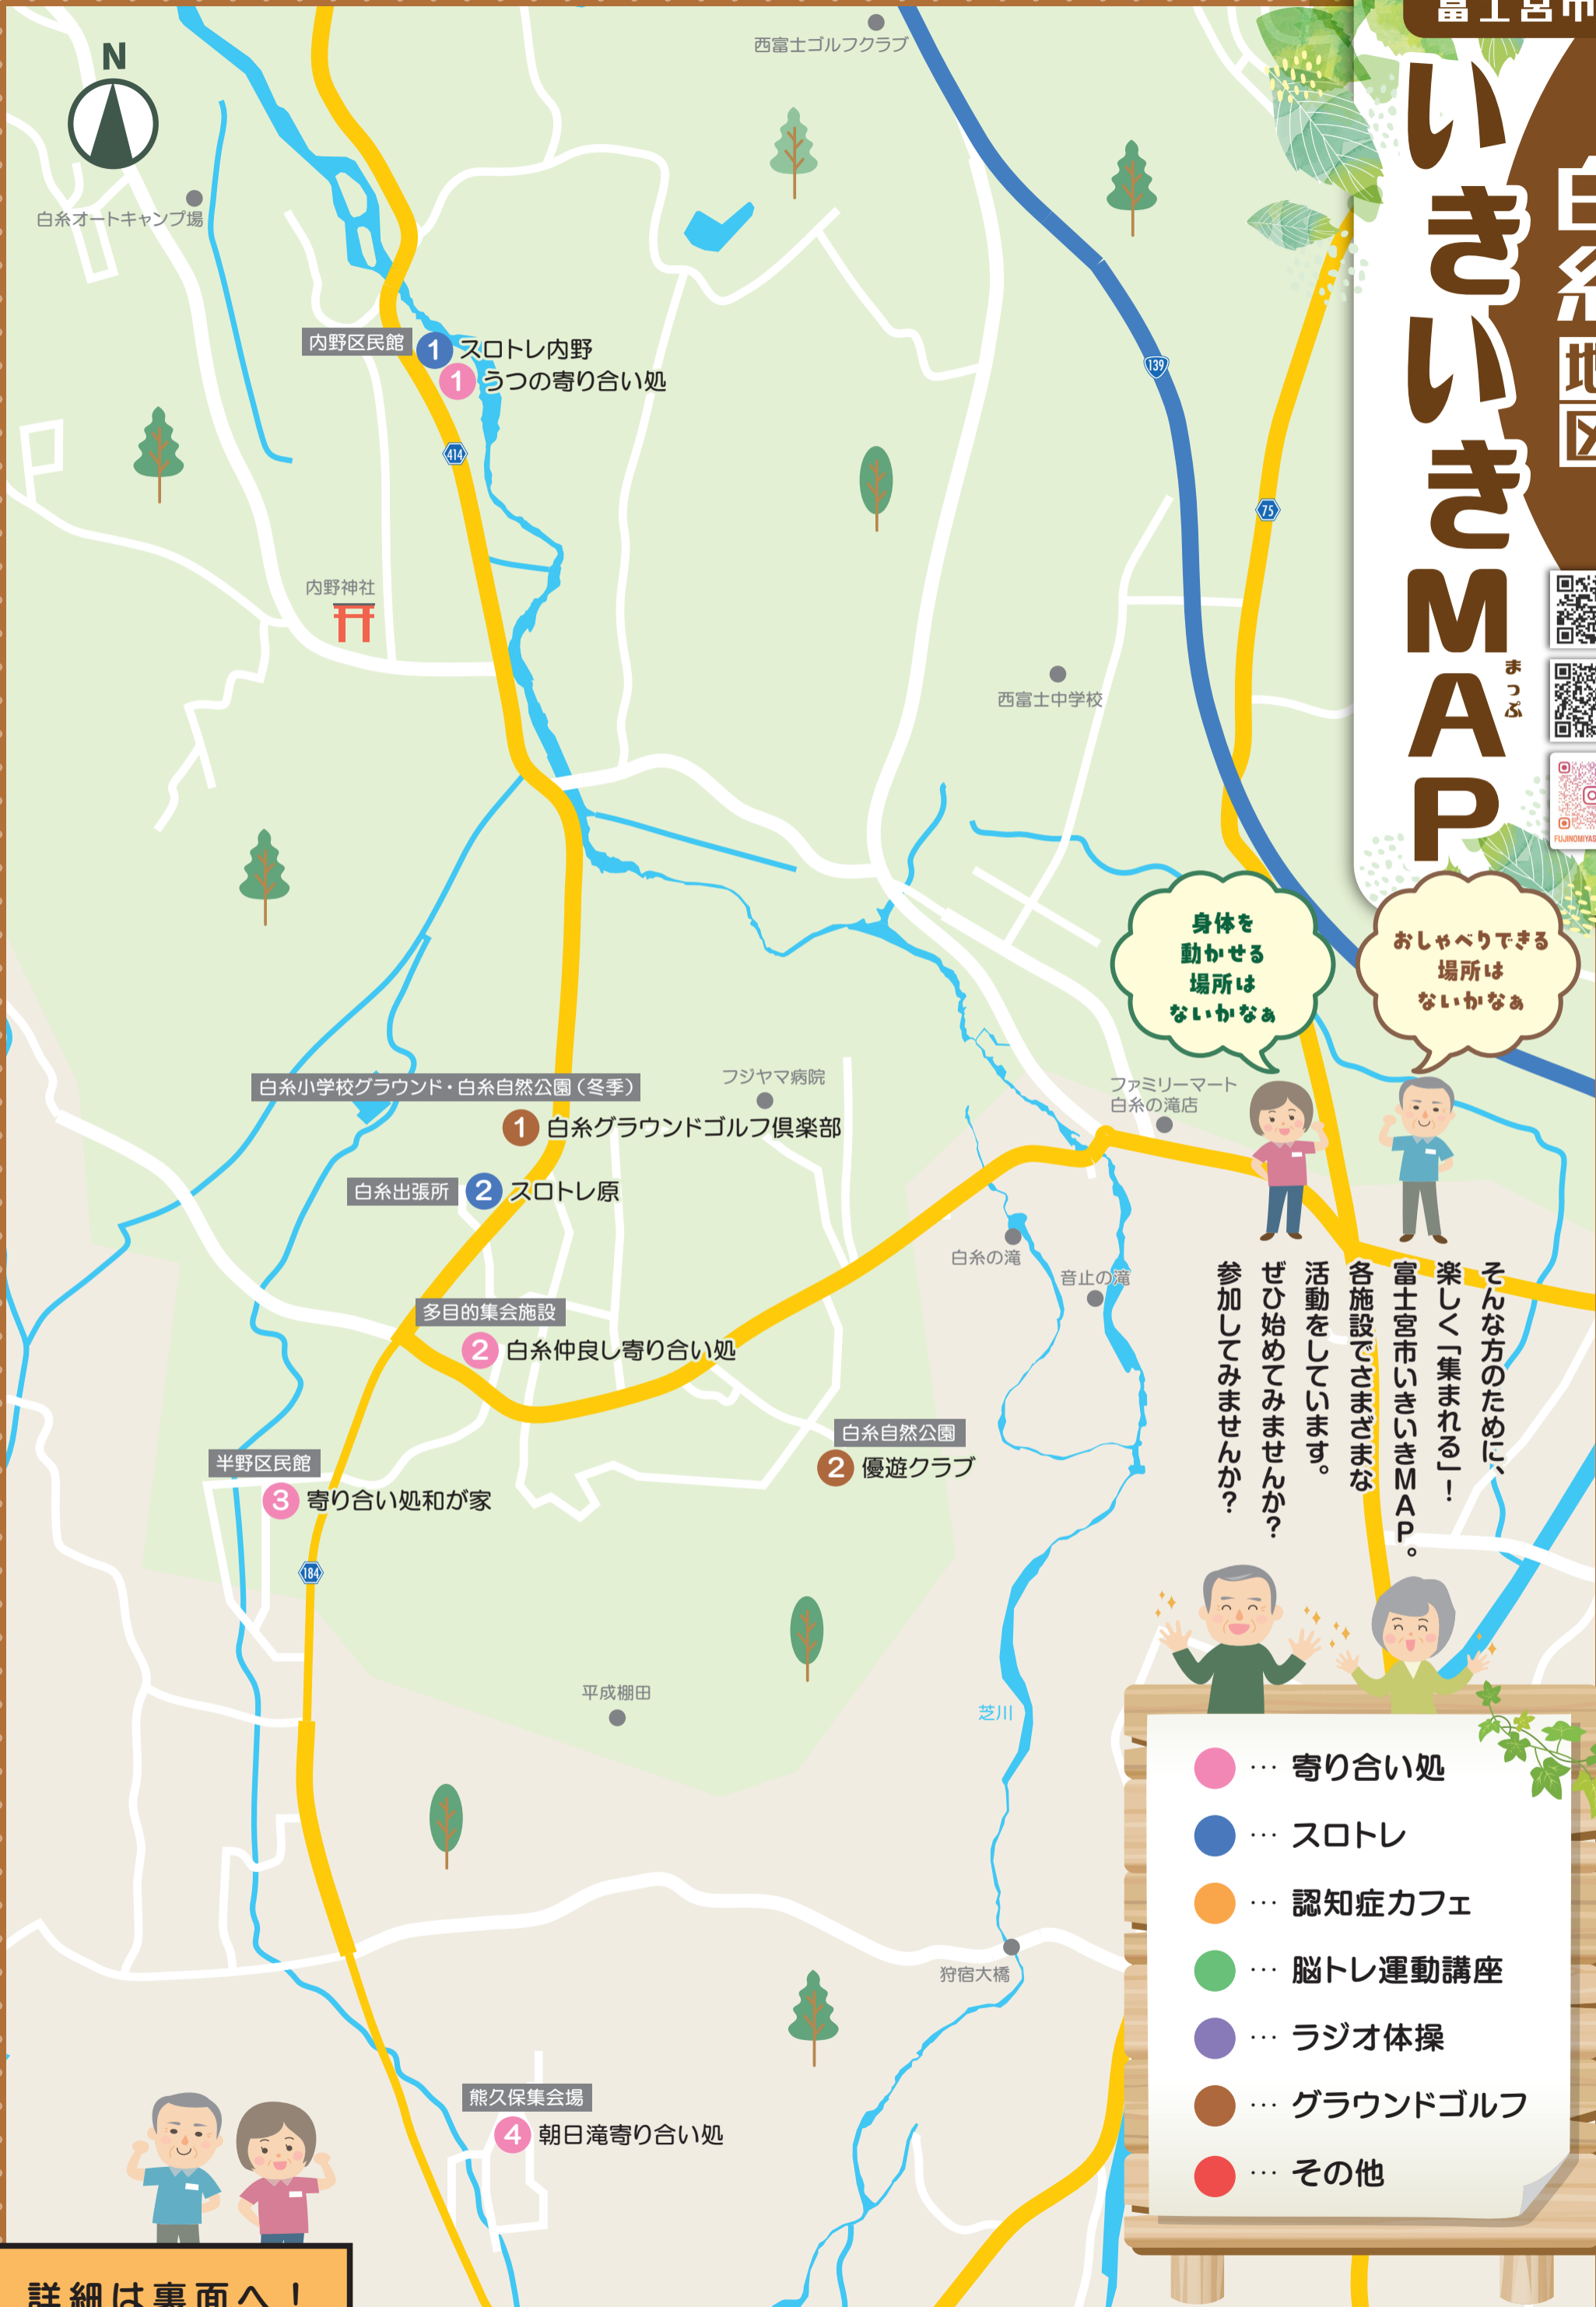 富士宮市
いきいきMAP
まっぷ
白糸地区
N
西富士ゴルフクラブ
白糸オートキャンプ場
内野区民館
1 スロトレ内野
1 うつの寄り合い処
139
414
75
内野神社
西富士中学校
身体を
動かせる
場所は
ないかなぁ
おしゃべりできる
場所は
ないかなぁ
白糸小学校グラウンド・白糸自然公園（冬季）
1 白糸グラウンドゴルフ倶楽部
フジヤマ病院
ファミリーマート
白糸の滝店
白糸出張所
2 スロトレ原
白糸の滝
音止の滝
多目的集会施設
2 白糸仲良し寄り合い処
そんな方のために、
楽しく「集まれる」！
富士宮市いきいきMAP。
各施設でさまざまな
活動をしています。
ぜひ始めてみませんか？
参加してみませんか？
白糸自然公園
2 優遊クラブ
半野区民館
3 寄り合い処和が家
184
平成棚田
芝川
狩宿大橋
熊久保集会場
4 朝日滝寄り合い処
… 寄り合い処
… スロトレ
… 認知症カフェ
… 脳トレ運動講座
… ラジオ体操
… グラウンドゴルフ
… その他
詳細は裏面へ！